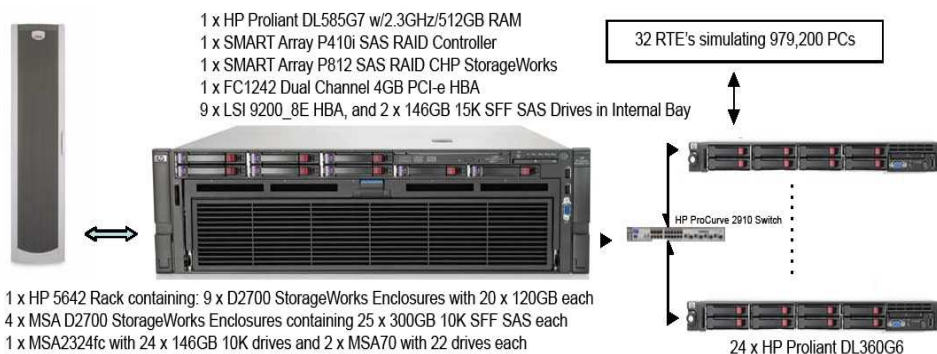 1 x HP Proliant DL585G7 w/2.3GHz/512GB RAM
1 x SMART Array P410i SAS RAID Controller
1 x SMART Array P812 SAS RAID CHP StorageWorks
1 x FC1242 Dual Channel 4GB PCI-e HBA
9 x LSI 9200_8E HBA, and 2 x 146GB 15K SFF SAS Drives in Internal Bay
32 RTE's simulating 979,200 PCs
HP ProCurve 2910 Switch
1 x HP 5642 Rack containing: 9 x D2700 StorageWorks Enclosures with 20 x 120GB each
4 x MSA D2700 StorageWorks Enclosures containing 25 x 300GB 10K SFF SAS each
1 x MSA2324fc with 24 x 146GB 10K drives and 2 x MSA70 with 22 drives each
24 x HP Proliant DL360G6